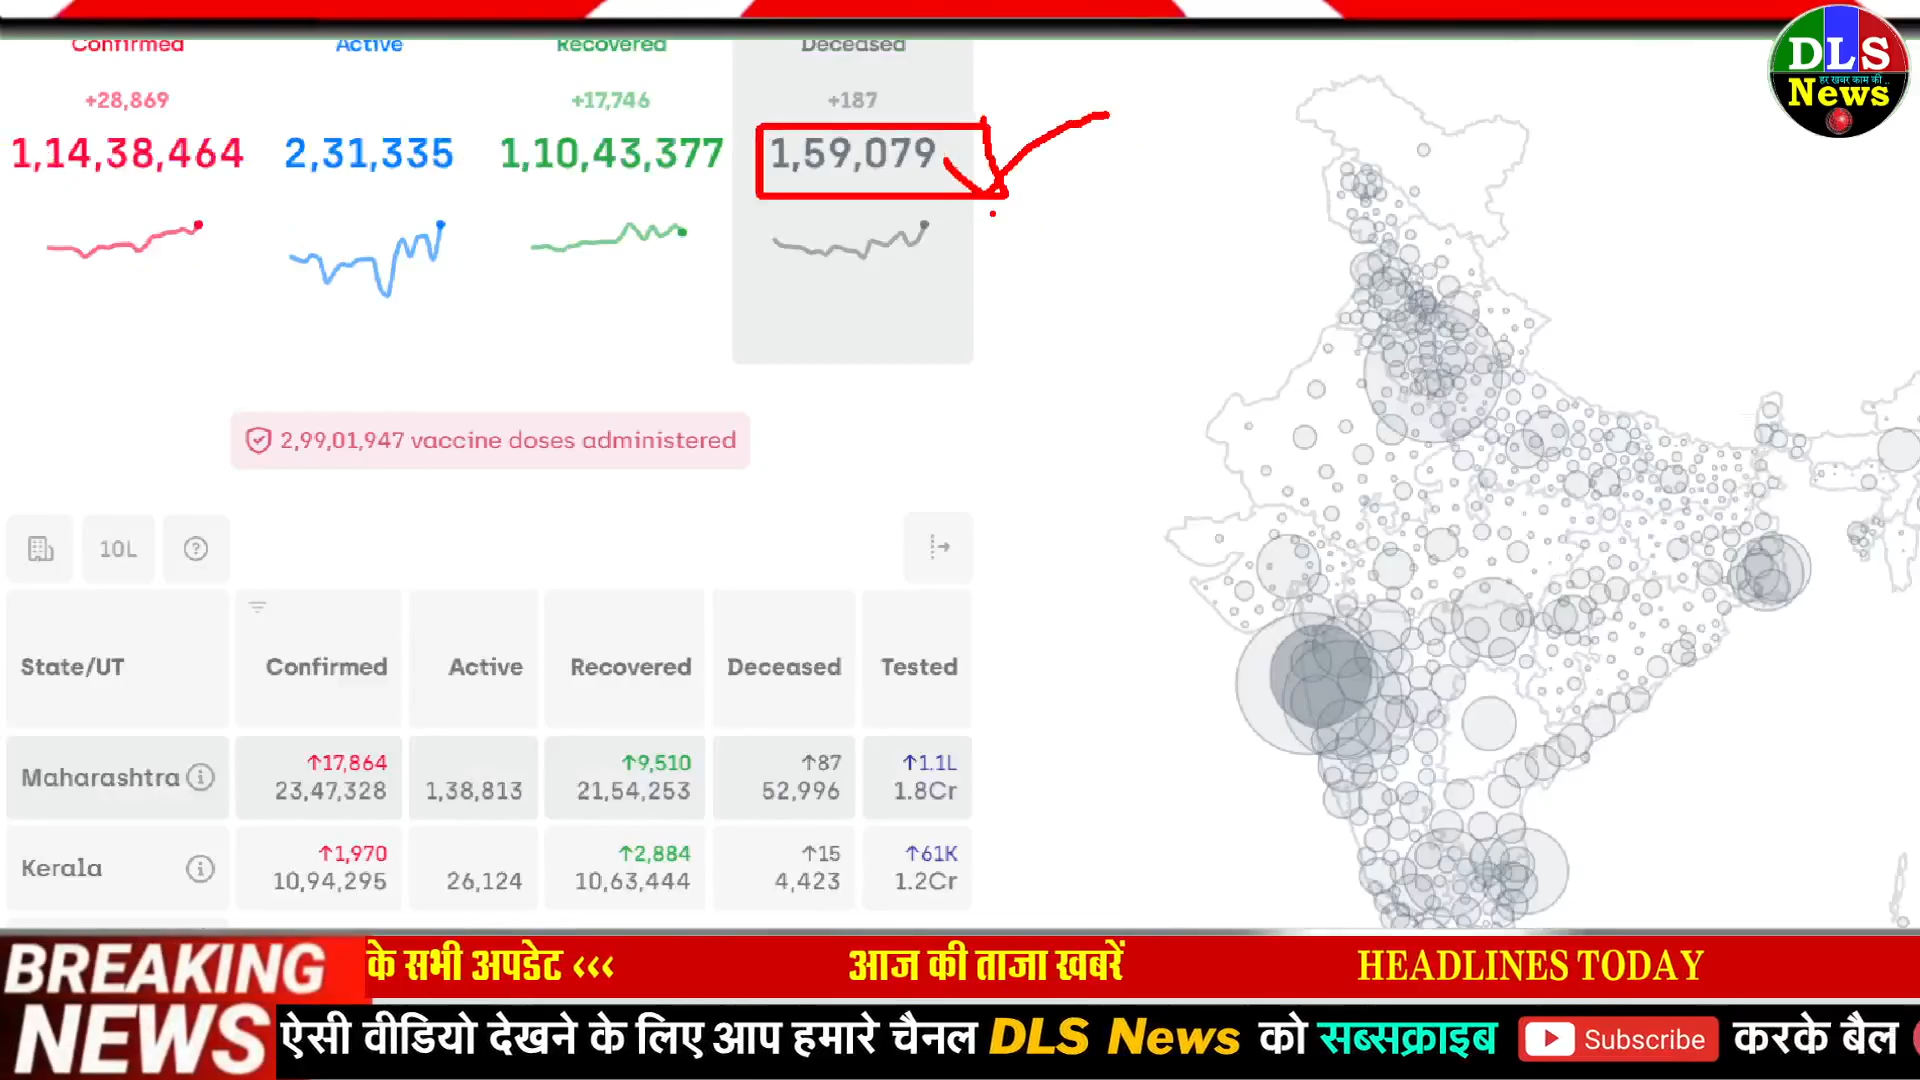 Confirmed Active Recovered Deceased
+28,869 +17,746 +187
1,14,38,464 2,31,335 1,10,43,377 1,59,079
2,99,01,947 vaccine doses administered
10L ?
State/UT Confirmed Active Recovered Deceased Tested
↑17,864 ↑9,510 ↑87 ↑1.1L
Maharashtra 23,47,328 1,38,813 21,54,253 52,996 1.8Cr
↑1,970 ↑2,884 ↑15 ↑61K
Kerala 10,94,295 26,124 10,63,444 4,423 1.2Cr
DLS
हर खबर काम की..
News
BREAKING
NEWS
के सभी अपडेट <<< आज की ताजा खबरें HEADLINES TODAY
ऐसी वीडियो देखने के लिए आप हमारे चैनल DLS News को सब्सक्राइब Subscribe करके बैल